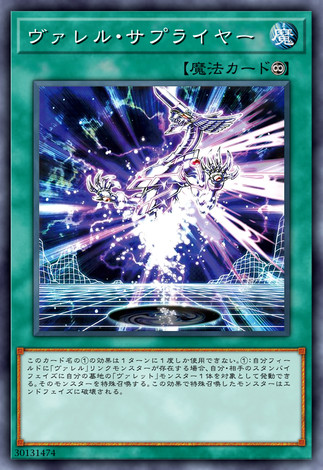 ヴァレル・サプライヤー
魔
【魔法カード】
このカード名の①の効果は1ターンに1度しか使用できない。①：自分フィー
ルドに「ヴァレル」リンクモンスターが存在する場合、自分・相手のスタンバイ
フェイズに自分の墓地の「ヴァレット」モンスター1体を対象として発動でき
る。そのモンスターを特殊召喚する。この効果で特殊召喚したモンスターはエ
ンドフェイズに破壊される。
30131474